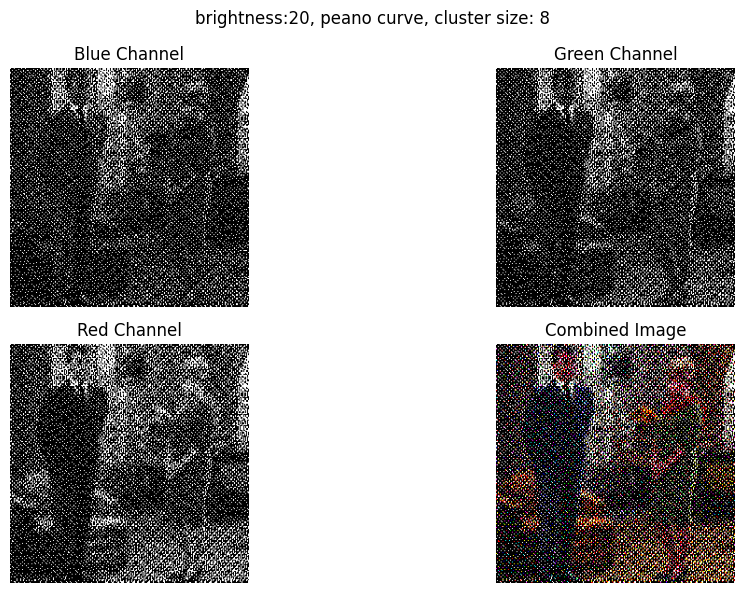 brightness:20, peano curve, cluster size: 8
Blue Channel
Green Channel
Red Channel
Combined Image